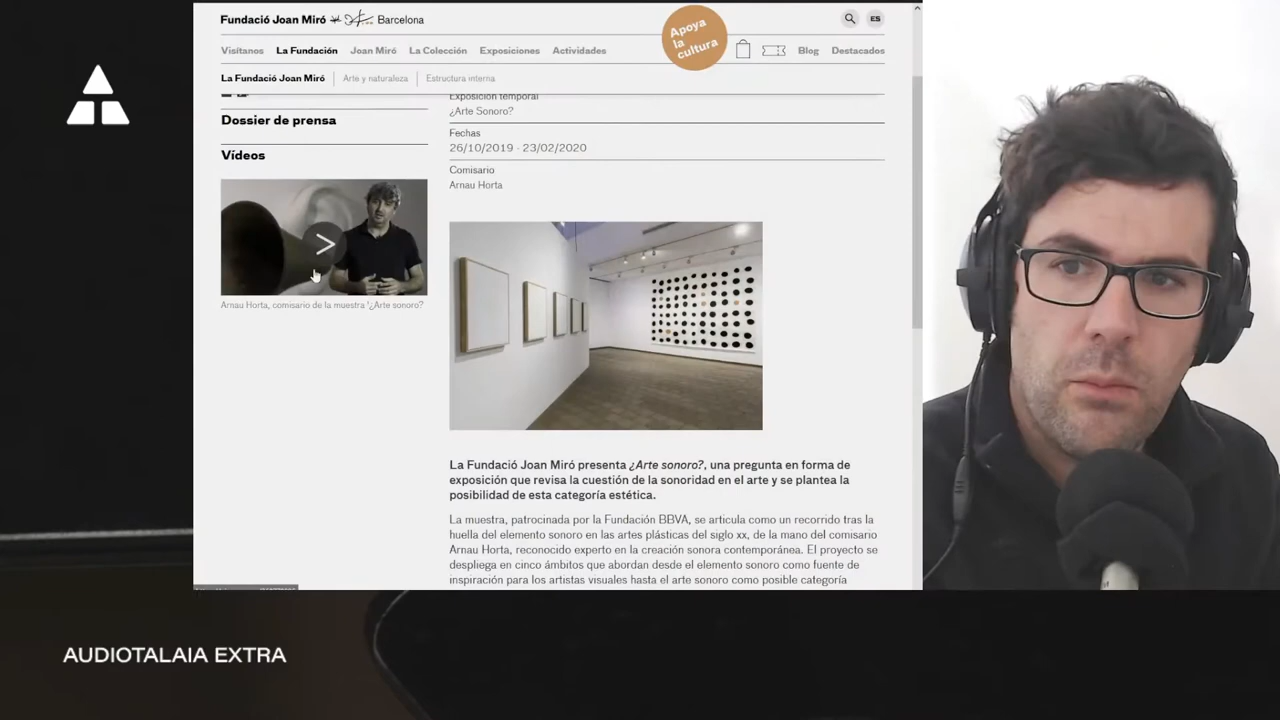 Fundació Joan Miró Barcelona
ES
Visítanos La Fundación Joan Miró La Colección Exposiciones Actividades
Apoya
la
cultura
Blog Destacados
La Fundació Joan Miró Arte y naturaleza Estructura interna
Dossier de prensa
Vídeos
Arnau Horta, comisario de la muestra '¿Arte sonoro?
Exposición temporal
¿Arte Sonoro?
Fechas
26/10/2019 - 23/02/2020
Comisario
Arnau Horta
La Fundació Joan Miró presenta ¿Arte sonoro?, una pregunta en forma de
exposición que revisa la cuestión de la sonoridad en el arte y se plantea la
posibilidad de esta categoría estética.
La muestra, patrocinada por la Fundación BBVA, se articula como un recorrido tras la
huella del elemento sonoro en las artes plásticas del siglo xx, de la mano del comisario
Arnau Horta, reconocido experto en la creación sonora contemporánea. El proyecto se
despliega en cinco ámbitos que abordan desde el elemento sonoro como fuente de
inspiración para los artistas visuales hasta el arte sonoro como posible categoría
AUDIOTALAIA EXTRA